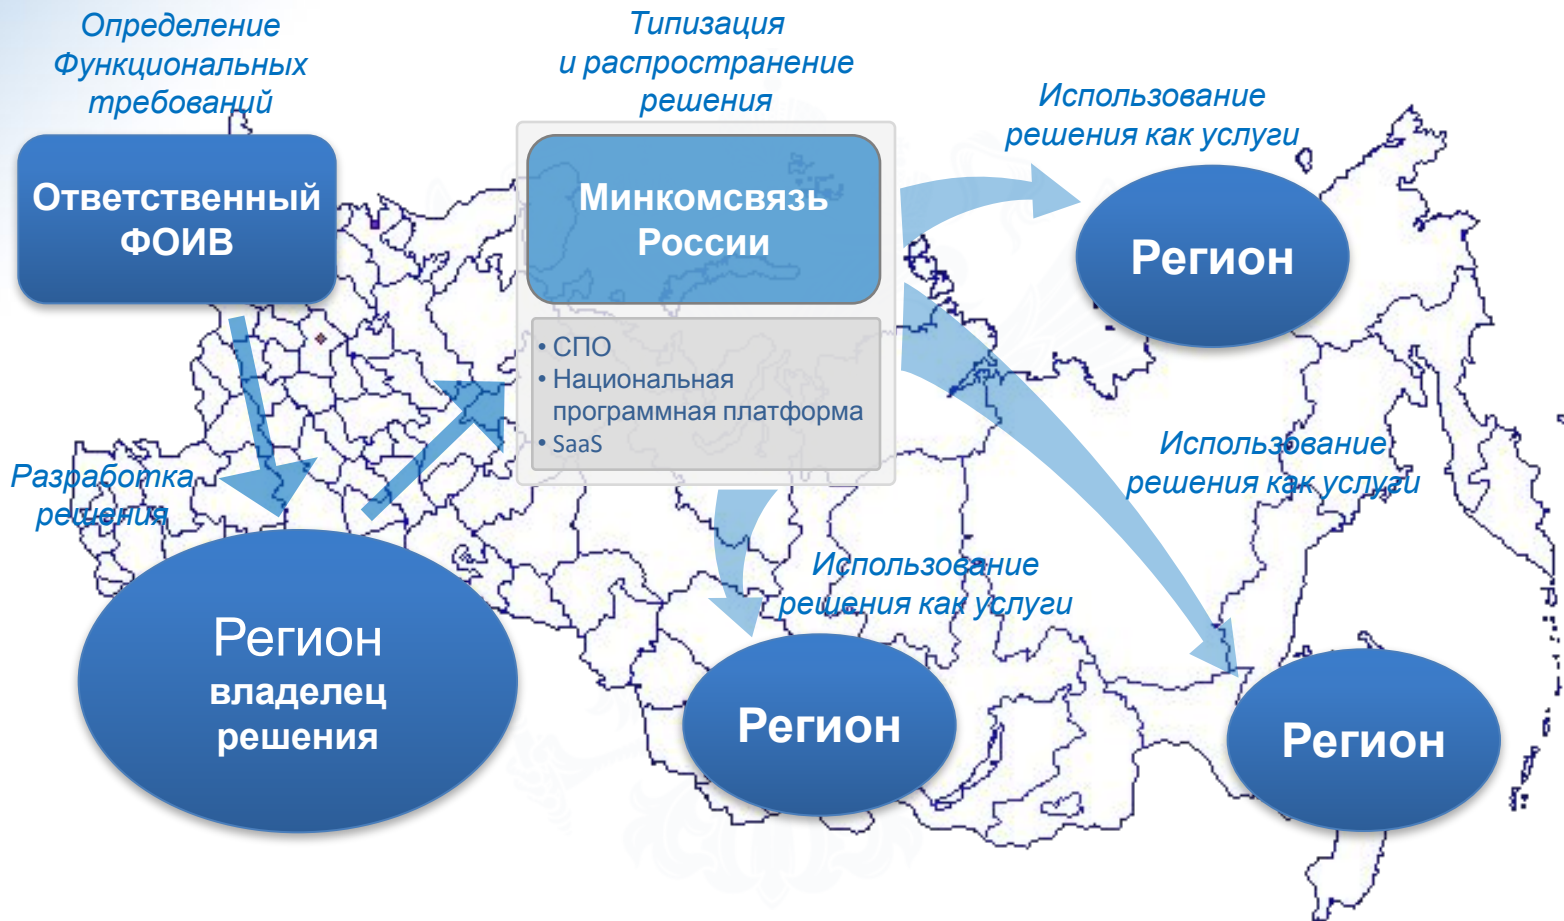 Определение
Функциональных
требований
Типизация
и распространение
решения
Использование
решения как услуги
Ответственный
ФОИВ
Минкомсвязь
России
Регион
• СПО
• Национальная
программная платформа
• SaaS
Разработка
решения
Использование
решения как услуги
Использование
решения как услуги
Регион
владелец
решения
Регион
Регион